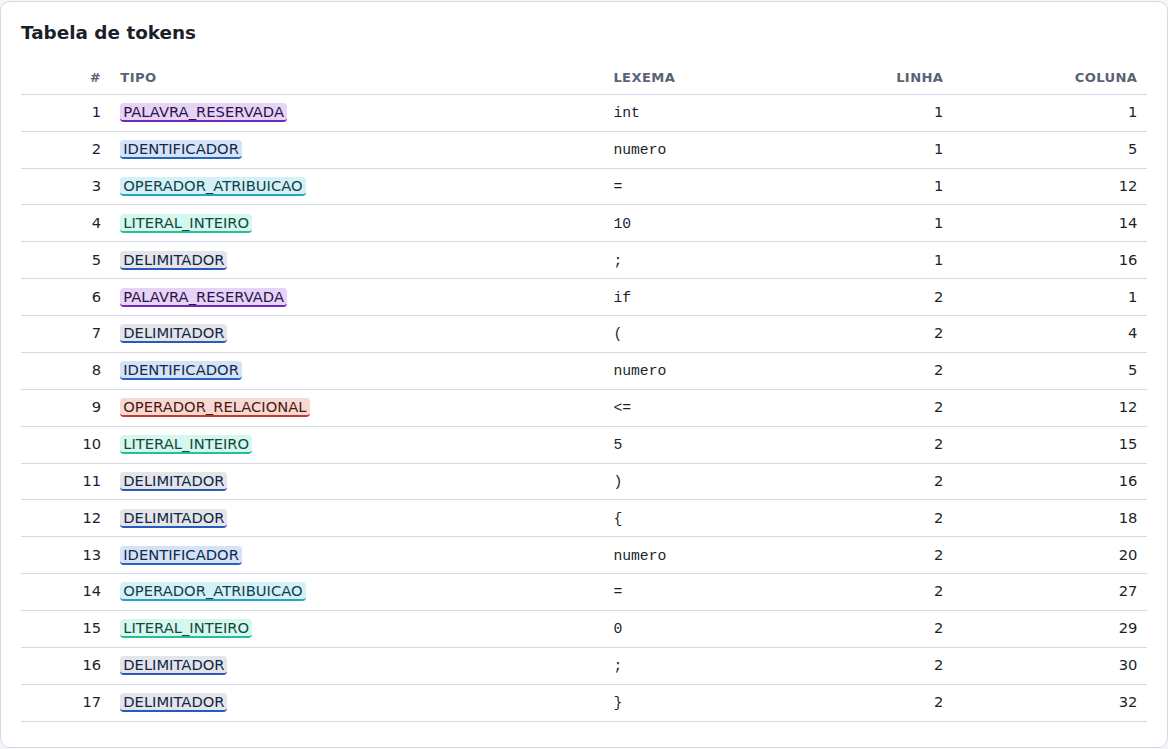 Tabela de tokens
# TIPO LEXEMA LINHA COLUNA
1 PALAVRA_RESERVADA int 1 1
2 IDENTIFICADOR numero 1 5
3 OPERADOR_ATRIBUICAO = 1 12
4 LITERAL_INTEIRO 10 1 14
5 DELIMITADOR ; 1 16
6 PALAVRA_RESERVADA if 2 1
7 DELIMITADOR ( 2 4
8 IDENTIFICADOR numero 2 5
9 OPERADOR_RELACIONAL <= 2 12
10 LITERAL_INTEIRO 5 2 15
11 DELIMITADOR ) 2 16
12 DELIMITADOR { 2 18
13 IDENTIFICADOR numero 2 20
14 OPERADOR_ATRIBUICAO = 2 27
15 LITERAL_INTEIRO 0 2 29
16 DELIMITADOR ; 2 30
17 DELIMITADOR } 2 32